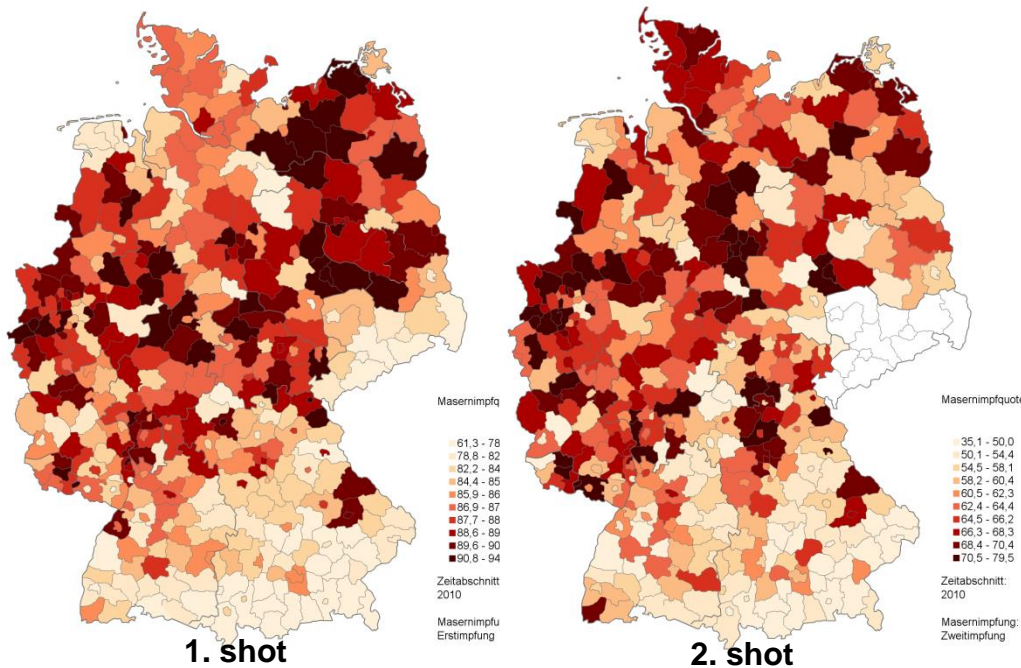 Masernimpfq
61,3 - 78
78,8 - 82
82,2 - 84
84,4 - 85
85,9 - 86
86,9 - 87
87,7 - 88
88,6 - 89
89,6 - 90
90,8 - 94
Zeitabschnitt
2010
Masernimpfu
Erstimpfung
1. shot
Masernimpfquote
35,1 - 50,0
50,1 - 54,4
54,5 - 58,1
58,2 - 60,4
60,5 - 62,3
62,4 - 64,4
64,5 - 66,2
66,3 - 68,3
68,4 - 70,4
70,5 - 79,5
Zeitabschnitt:
2010
Masernimpfung:
Zweitimpfung
2. shot